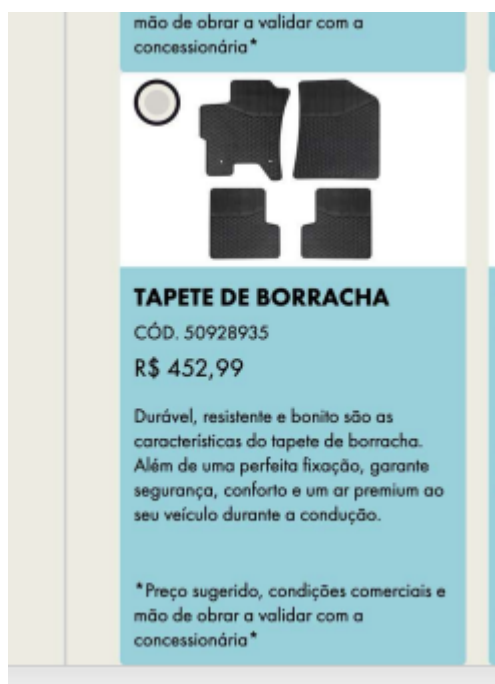 mão de obrar a validar com a
concessionária*
TAPETE DE BORRACHA
CÓD. 50928935
R$ 452,99
Durável, resistente e bonito são as
características do tapete de borracha.
Além de uma perfeita fixação, garante
segurança, conforto e um ar premium ao
seu veículo durante a condução.
*Preço sugerido, condições comerciais e
mão de obrar a validar com a
concessionária*